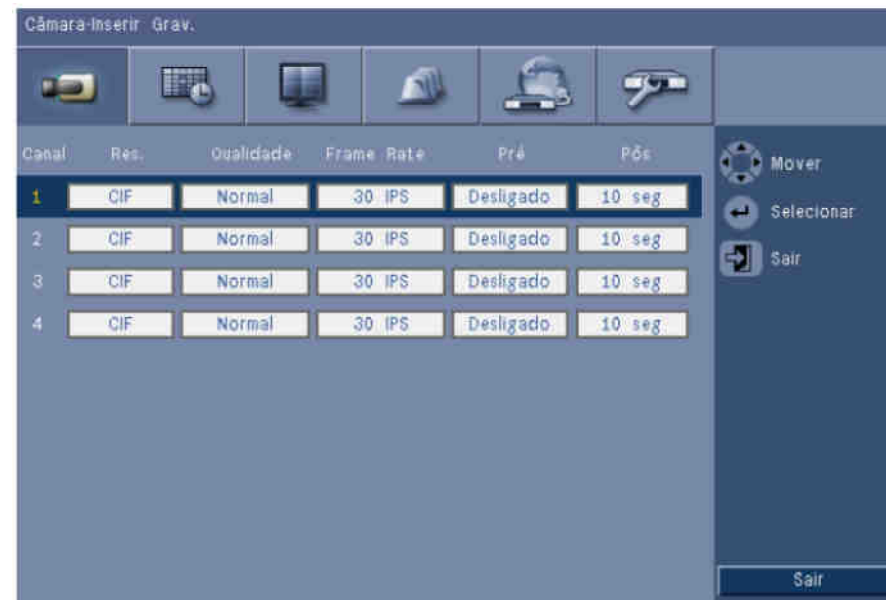 Câmara-Inserir Grav.
Canal Res. Qualidade Frame Rate Pré Pós
1 CIF Normal 30 IPS Desligado 10 seg
2 CIF Normal 30 IPS Desligado 10 seg
3 CIF Normal 30 IPS Desligado 10 seg
4 CIF Normal 30 IPS Desligado 10 seg
Mover
Selecionar
Sair
Sair